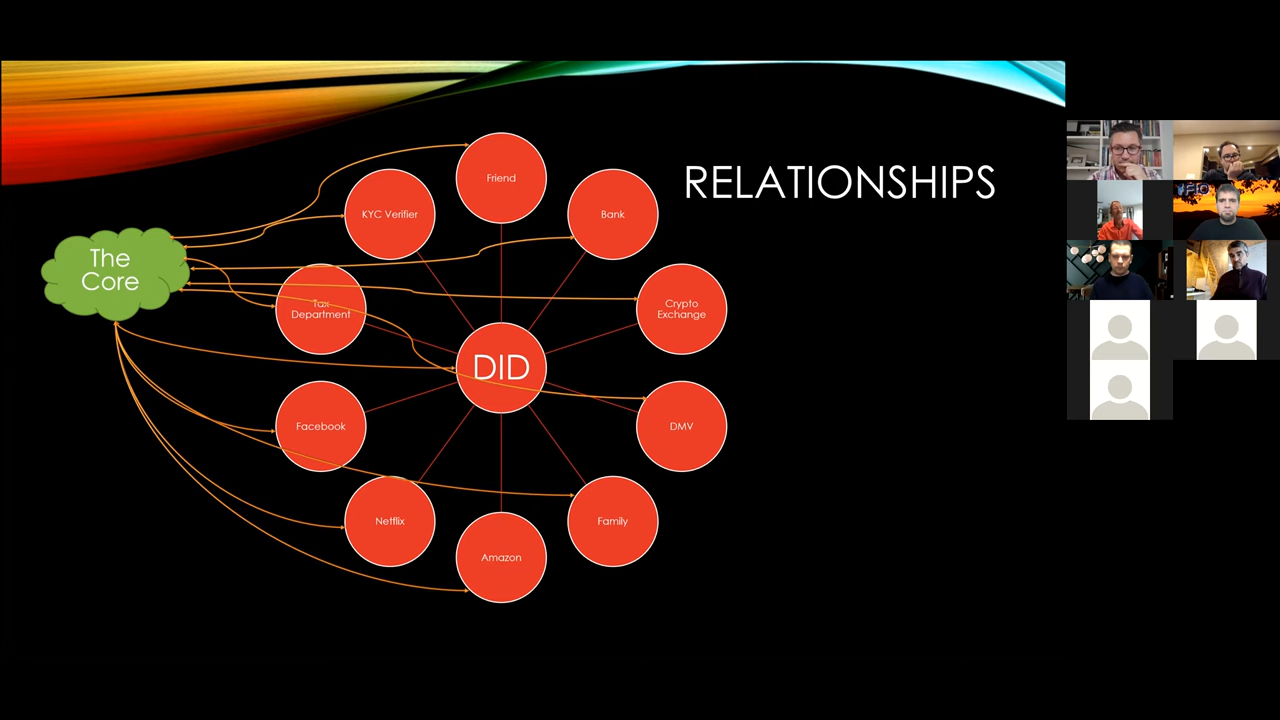 RELATIONSHIPS
The
Core
Friend
KYC Verifier
Bank
Tax
Department
Crypto
Exchange
DID
Facebook
DMV
Netflix
Family
Amazon